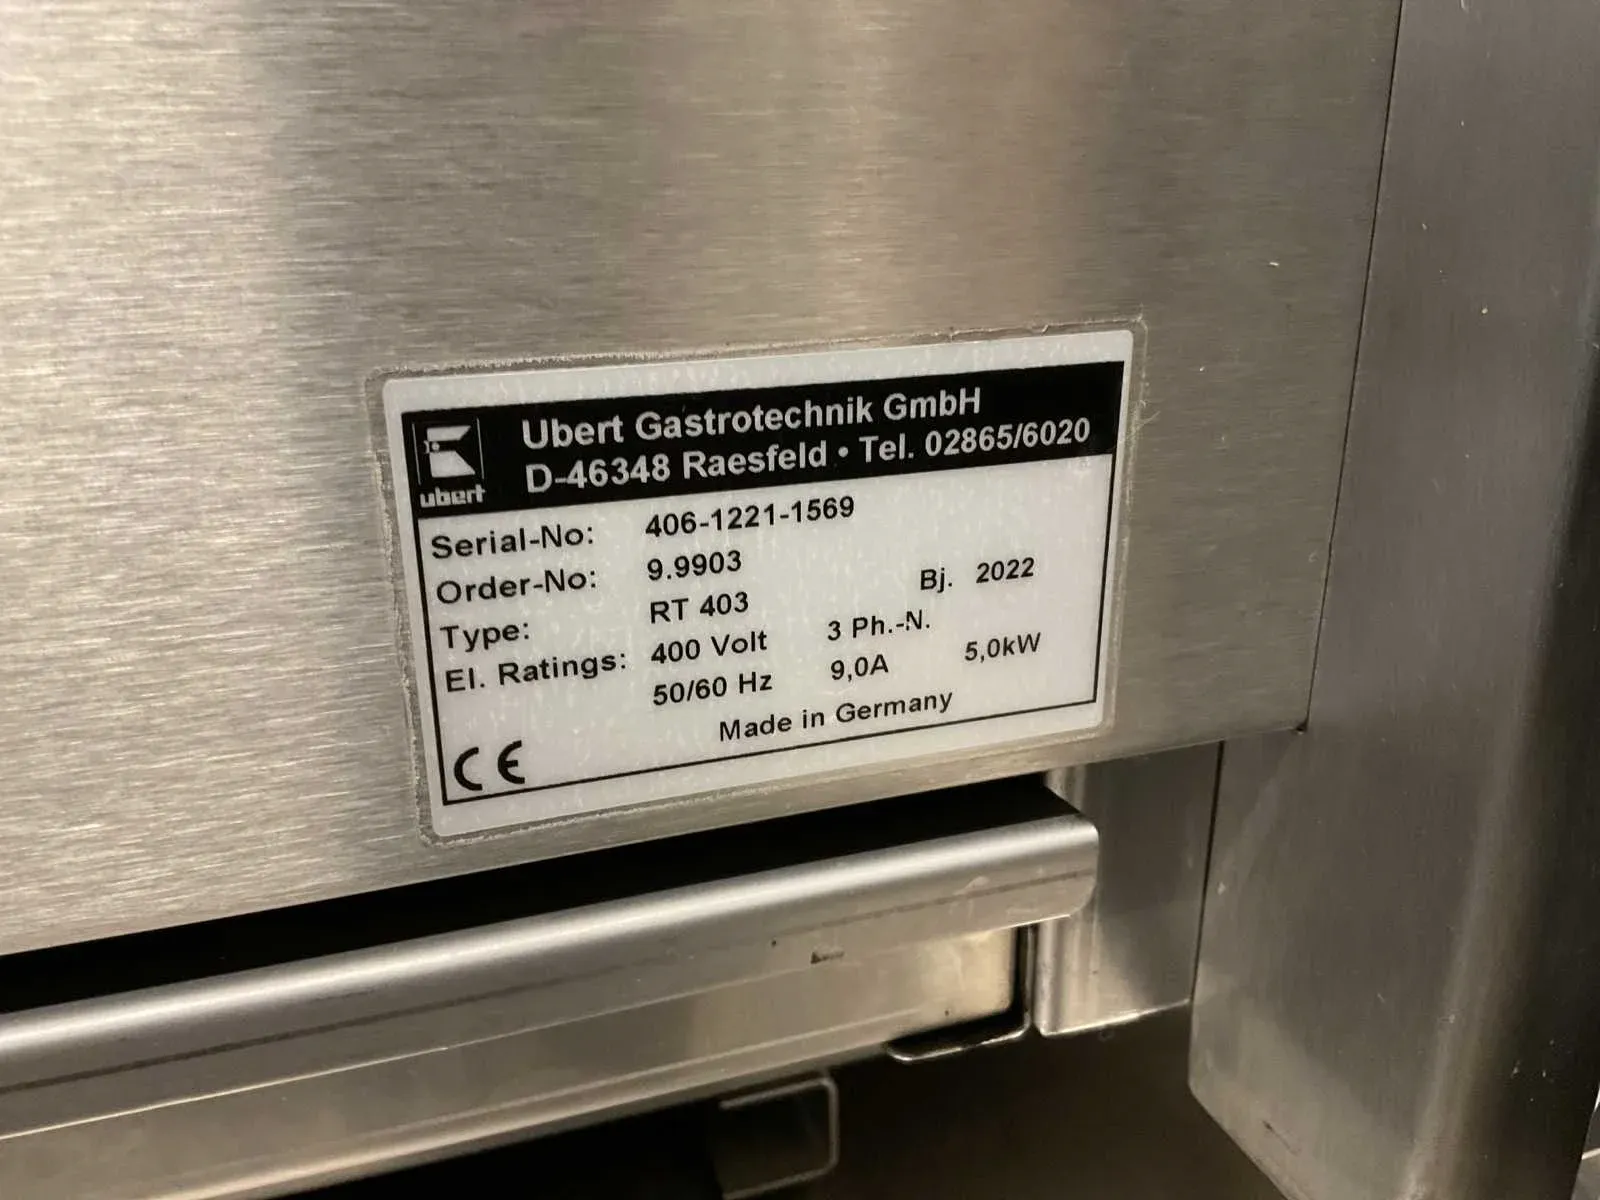 ubert
Ubert Gastrotechnik GmbH
D-46348 Raesfeld • Tel. 02865/6020
Serial-No: 406-1221-1569
Order-No: 9.9903
Type: RT 403 Bj. 2022
El. Ratings: 400 Volt 3 Ph.-N.
50/60 Hz 9,0A 5,0kW
Made in Germany
CE